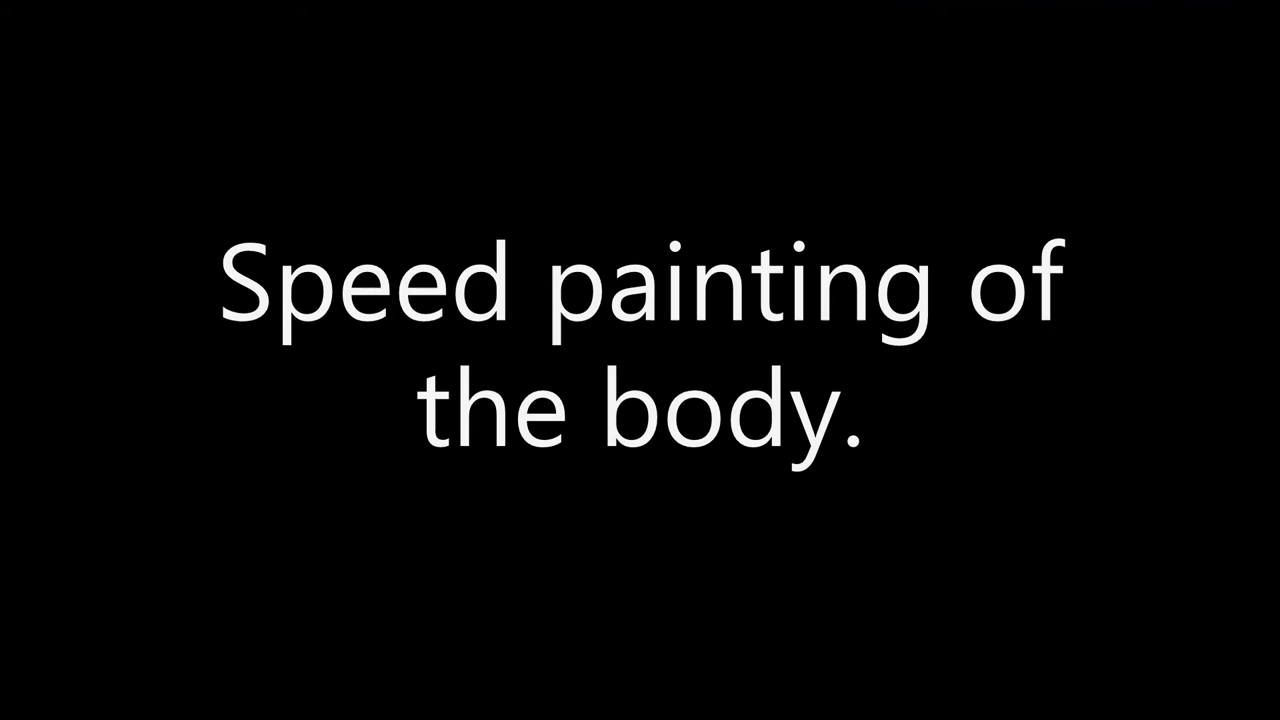 Speed painting of
the body.